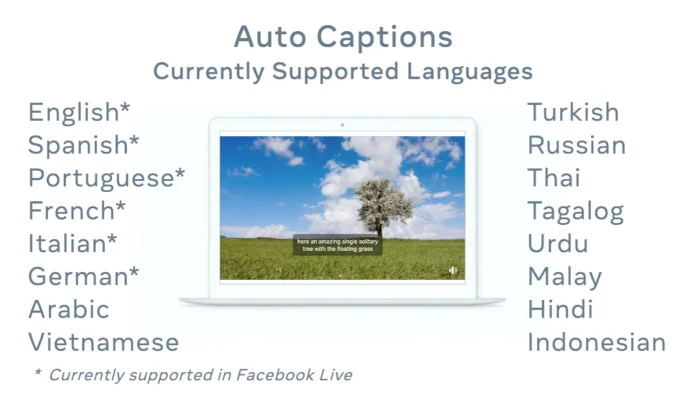 Auto Captions
Currently Supported Languages
English*
Spanish*
Portuguese*
French*
Italian*
German*
Arabic
Vietnamese
here an amazing single solitary
tree with the floating grass
Turkish
Russian
Thai
Tagalog
Urdu
Malay
Hindi
Indonesian
* Currently supported in Facebook Live